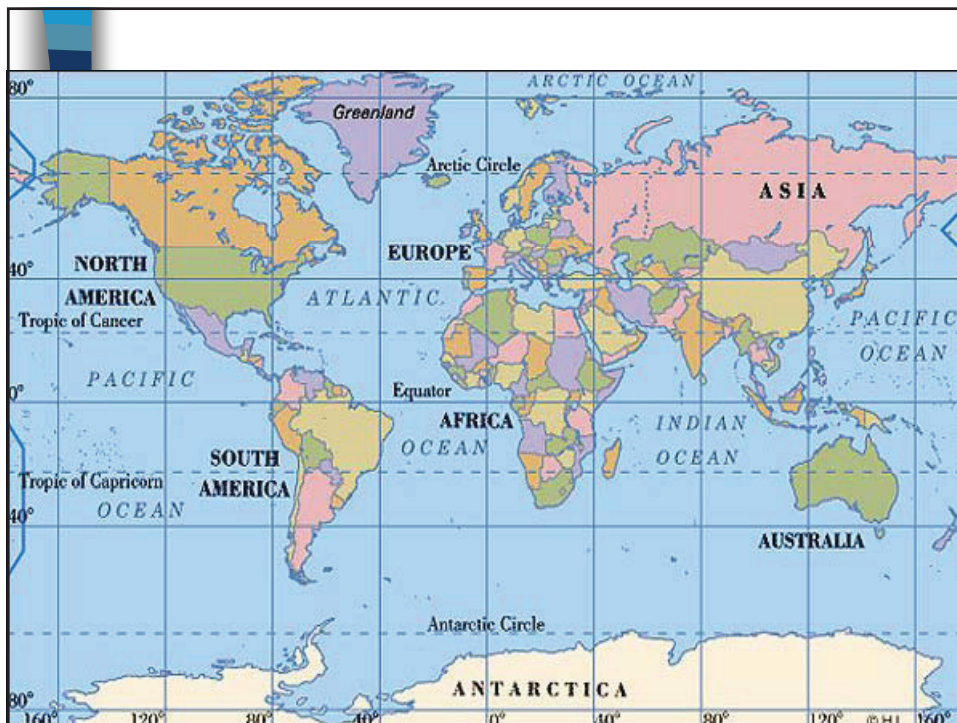 ARCTIC OCEAN
80°
Greenland
Arctic Circle
ASIA
EUROPE
NORTH
AMERICA
40°
ATLANTIC
Tropic of Cancer
PACIFIC
OCEAN
PACIFIC
Equator
0°
AFRICA
INDIAN
OCEAN
OCEAN
SOUTH
AMERICA
Tropic of Capricorn
OCEAN
40°
AUSTRALIA
Antarctic Circle
ANTARCTICA
80°
160° 120° 80° 40° 0° 40° 80° 120° 160°